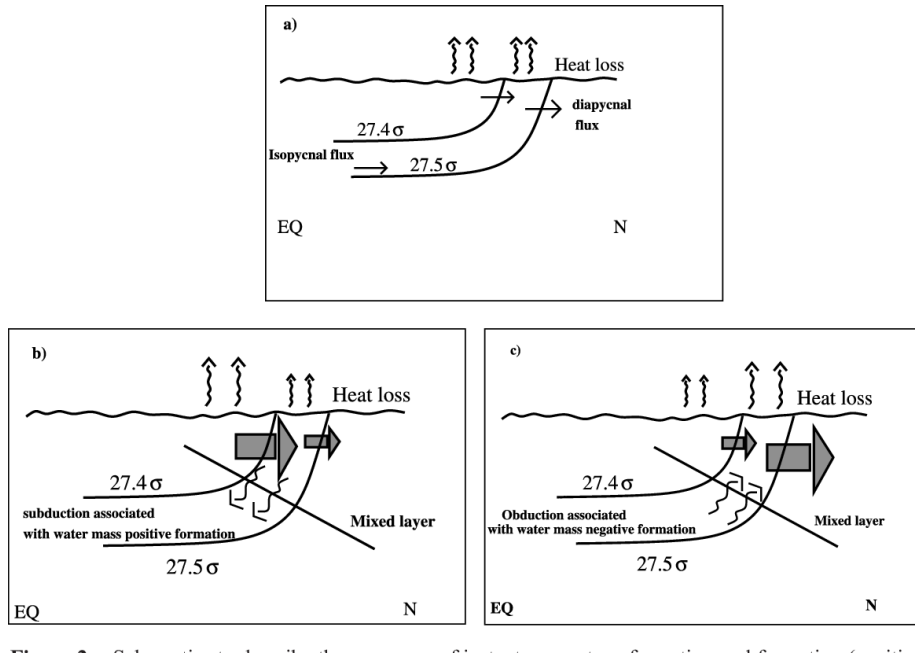 a)
Heat loss
diapycnal
flux
27.4 σ
Isopycnal flux
27.5 σ
EQ N
b)
Heat loss
27.4 σ
subduction associated
with water mass positive formation
Mixed layer
27.5 σ
EQ N
c)
Heat loss
27.4 σ
Obduction associated
with water mass negative formation
Mixed layer
27.5 σ
EQ N